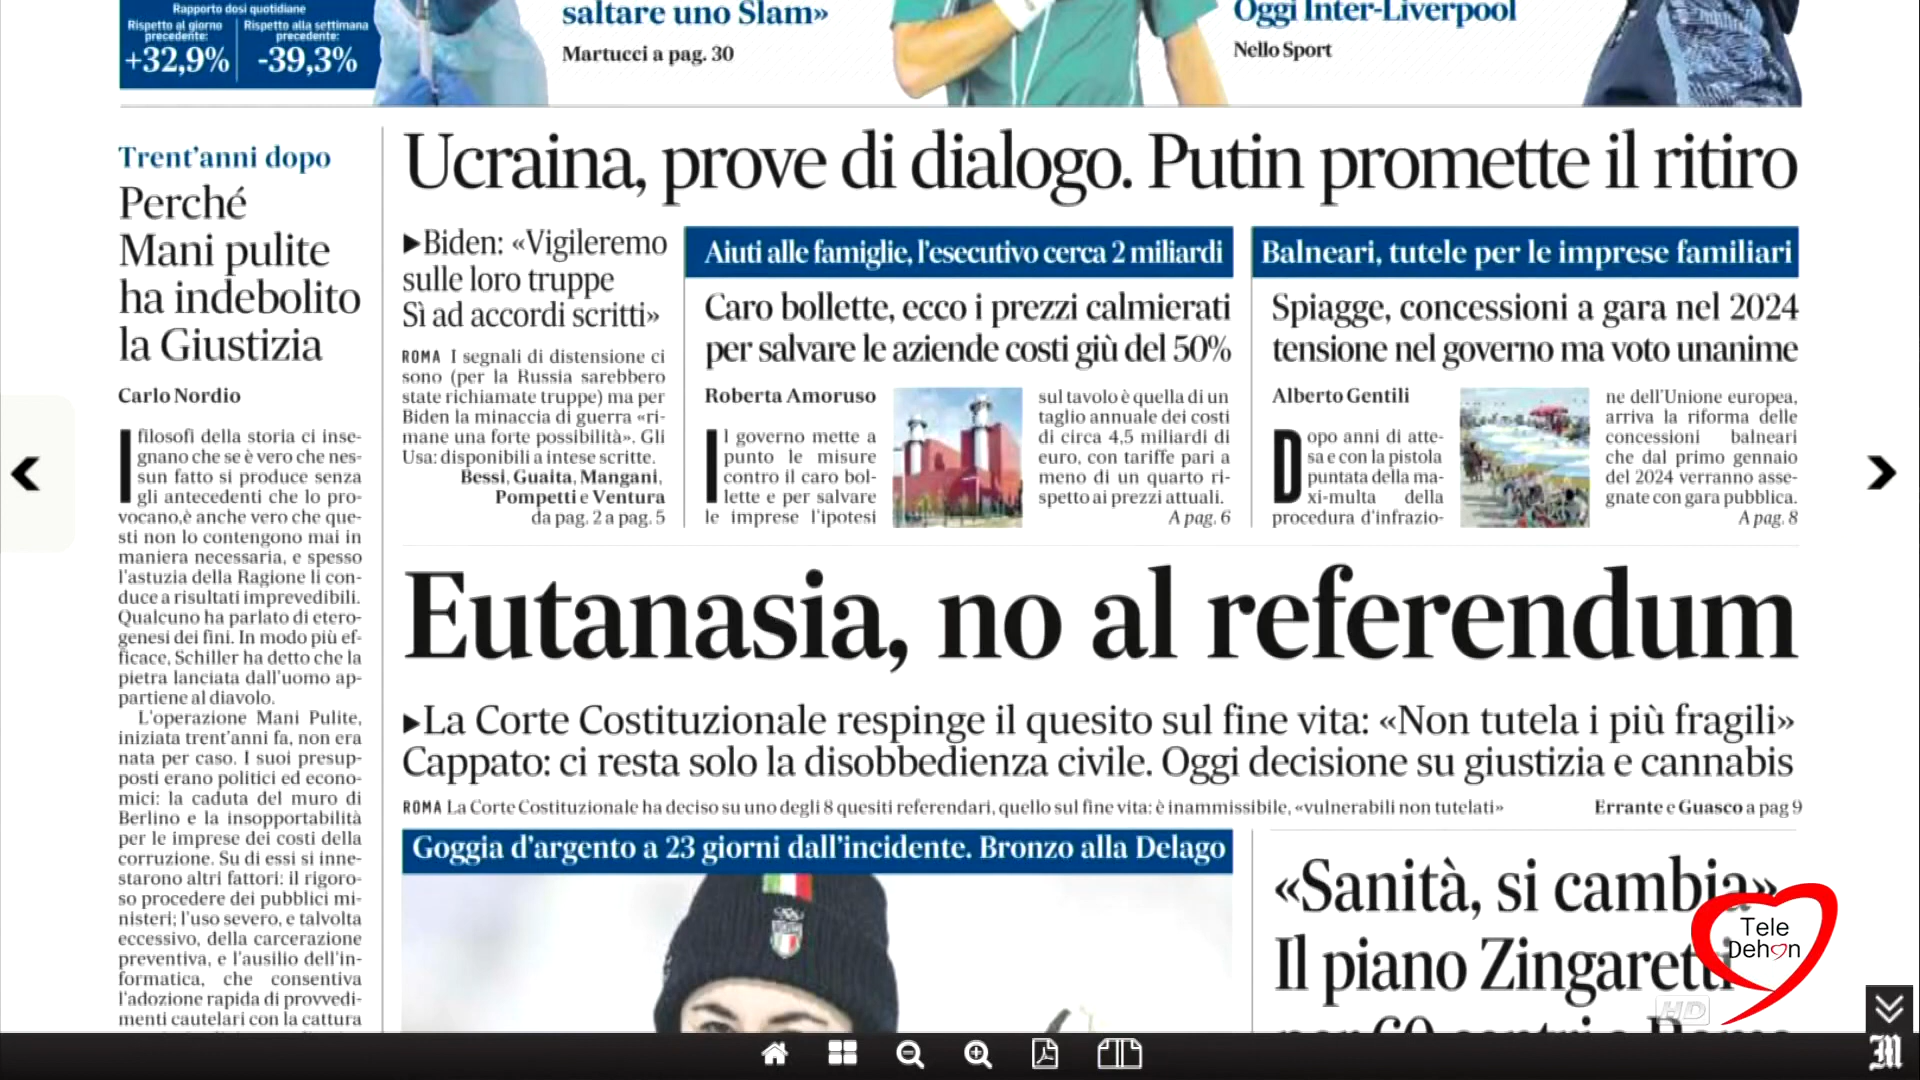 Rapporto dosi quotidiane
Rispetto al giorno
precedente:
+32,9%
Rispetto alla settimana
precedente:
-39,3%
saltare uno Slam»
Martucci a pag. 30
Oggi Inter-Liverpool
Nello Sport
Trent'anni dopo
Perché
Mani pulite
ha indebolito
la Giustizia
Carlo Nordio
I filosofi della storia ci inse-
gnano che se è vero che nes-
sun fatto si produce senza
gli antecedenti che lo pro-
vocano,è anche vero che que-
sti non lo contengono mai in
maniera necessaria, e spesso
l'astuzia della Ragione li con-
duce a risultati imprevedibili.
Qualcuno ha parlato di etero-
genesi dei fini. In modo più ef-
ficace, Schiller ha detto che la
pietra lanciata dall'uomo ap-
partiene al diavolo.
L'operazione Mani Pulite,
iniziata trent'anni fa, non era
nata per caso. I suoi presup-
posti erano politici ed econo-
mici: la caduta del muro di
Berlino e la insopportabilità
per le imprese dei costi della
corruzione. Su di essi si inne-
starono altri fattori: il rigoro-
so procedere dei pubblici mi-
nisteri; l'uso severo, e talvolta
eccessivo, della carcerazione
preventiva, e l'ausilio dell'in-
formatica, che consentiva
l'adozione rapida di provvedi-
menti cautelari con la cattura
Ucraina, prove di dialogo. Putin promette il ritiro
►Biden: «Vigileremo
sulle loro truppe
Sì ad accordi scritti»
ROMA I segnali di distensione ci
sono (per la Russia sarebbero
state richiamate truppe) ma per
Biden la minaccia di guerra «ri-
mane una forte possibilità». Gli
Usa: disponibili a intese scritte.
Bessi, Guaita, Mangani,
Pompetti e Ventura
da pag. 2 a pag. 5
Aiuti alle famiglie, l'esecutivo cerca 2 miliardi
Caro bollette, ecco i prezzi calmierati
per salvare le aziende costi giù del 50%
Roberta Amoruso
Il governo mette a
punto le misure
contro il caro bol-
lette e per salvare
le imprese l'ipotesi
sul tavolo è quella di un
taglio annuale dei costi
di circa 4,5 miliardi di
euro, con tariffe pari a
meno di un quarto ri-
spetto ai prezzi attuali.
A pag. 6
Balneari, tutele per le imprese familiari
Spiagge, concessioni a gara nel 2024
tensione nel governo ma voto unanime
Alberto Gentili
Dopo anni di atte-
sa e con la pistola
puntata della ma-
xi-multa della
procedura d'infrazio-
ne dell'Unione europea,
arriva la riforma delle
concessioni balneari
che dal primo gennaio
del 2024 verranno asse-
gnate con gara pubblica.
A pag. 8
Eutanasia, no al referendum
►La Corte Costituzionale respinge il quesito sul fine vita: «Non tutela i più fragili»
Cappato: ci resta solo la disobbedienza civile. Oggi decisione su giustizia e cannabis
ROMA La Corte Costituzionale ha deciso su uno degli 8 quesiti referendari, quello sul fine vita: è inammissibile, «vulnerabili non tutelati» Errante e Guasco a pag 9
Goggia d'argento a 23 giorni dall'incidente. Bronzo alla Delago
«Sanità, si cambia»
Il piano Zingaretti
per 60 centri a Roma
Tele
Dehon
HD
M